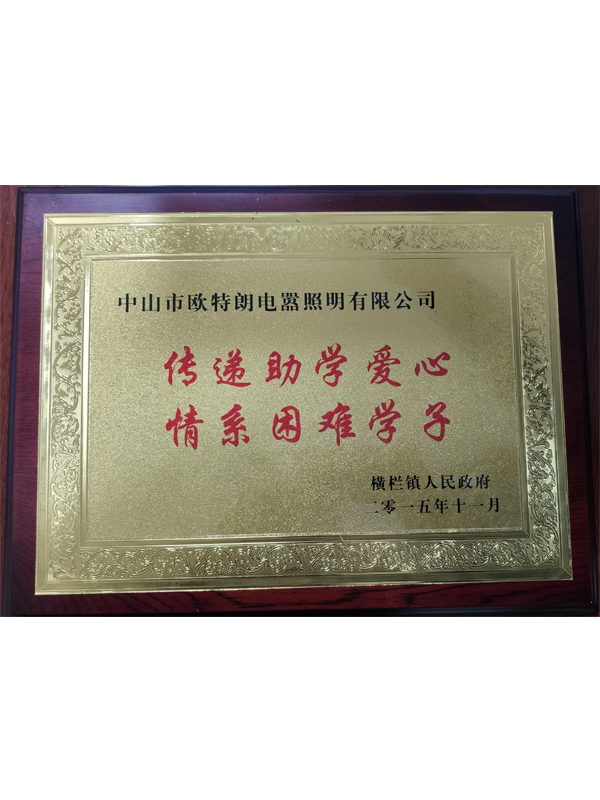 中山市欧特朗电嚣照明有限公司
传递助学爱心
情系困难学子
横栏镇人民政府
二零一五年十一月